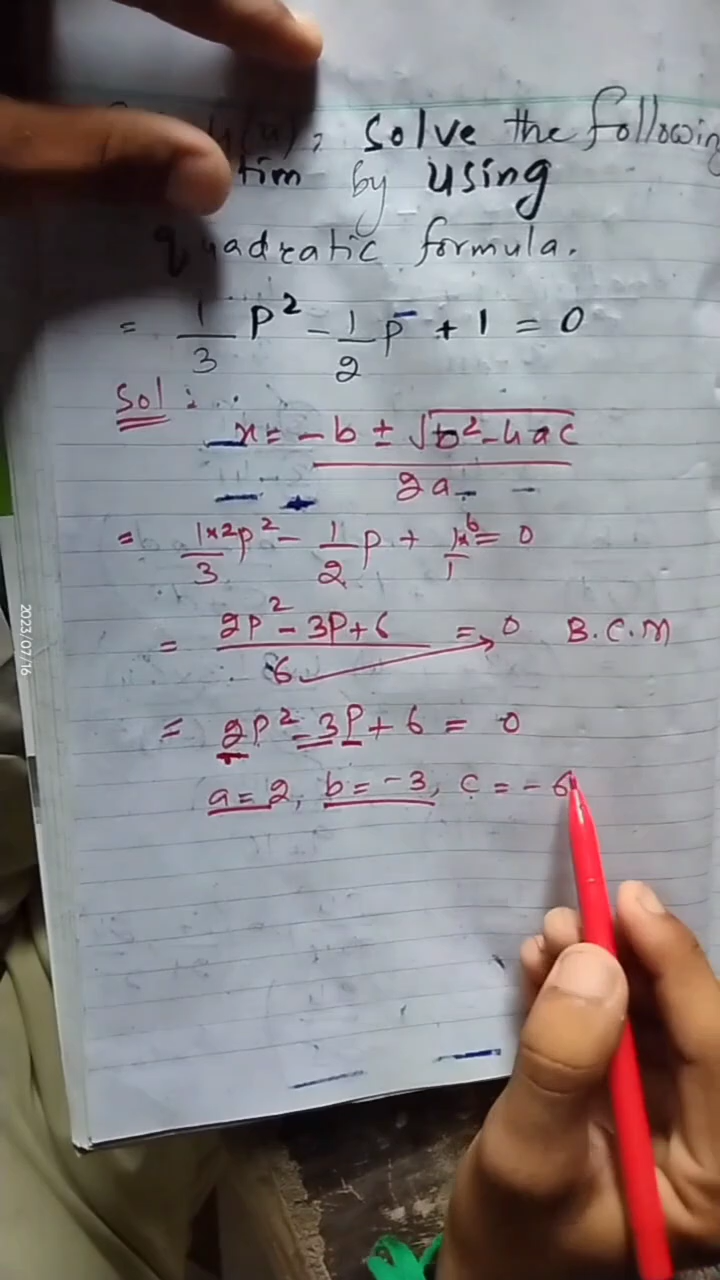 (u), Solve the followin
by using
quadratic formula.
= 1/3 P² - 1/2 P + 1 = 0
Sol :
x = -b ± √b²-4ac / 2a
= 1×2/3 p² - 1/2 p + 1×6/1 = 0
= 2P² - 3P + 6 / 6 = 0 B.C.M
= 2P² - 3P + 6 = 0
a = 2, b = -3, c = -6
2023/07/16